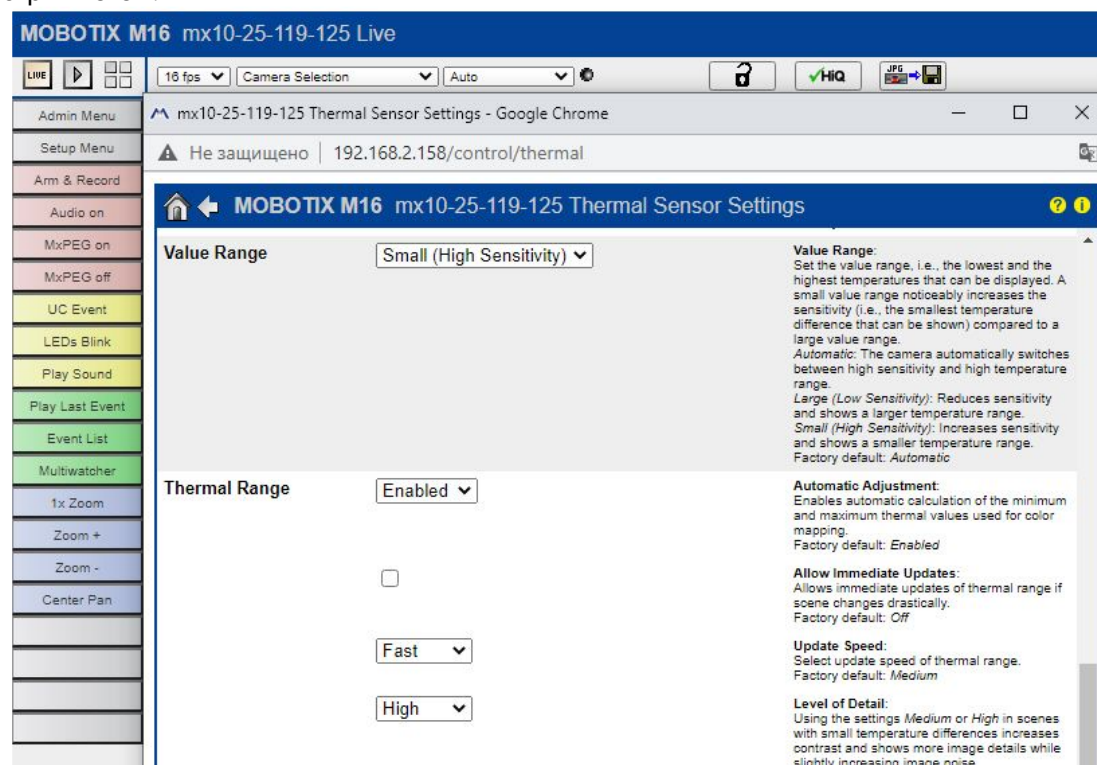 MOBOTIX M16 mx10-25-119-125 Live
LIVE
16 fps Camera Selection Auto HiQ JPG
Admin Menu
Setup Menu
Arm & Record
Audio on
MxPEG on
MxPEG off
UC Event
LEDs Blink
Play Sound
Play Last Event
Event List
Multiwatcher
1x Zoom
Zoom +
Zoom -
Center Pan
mx10-25-119-125 Thermal Sensor Settings - Google Chrome
Не защищено 192.168.2.158/control/thermal
MOBOTIX M16 mx10-25-119-125 Thermal Sensor Settings
Value Range
Small (High Sensitivity)
Value Range:
Set the value range, i.e., the lowest and the
highest temperatures that can be displayed. A
small value range noticeably increases the
sensitivity (i.e., the smallest temperature
difference that can be shown) compared to a
large value range.
Automatic: The camera automatically switches
between high sensitivity and high temperature
range.
Large (Low Sensitivity): Reduces sensitivity
and shows a larger temperature range.
Small (High Sensitivity): Increases sensitivity
and shows a smaller temperature range.
Factory default: Automatic
Thermal Range
Enabled
Automatic Adjustment:
Enables automatic calculation of the minimum
and maximum thermal values used for color
mapping.
Factory default: Enabled
Allow Immediate Updates:
Allows immediate updates of thermal range if
scene changes drastically.
Factory default: Off
Fast
Update Speed:
Select update speed of thermal range.
Factory default: Medium
High
Level of Detail:
Using the settings Medium or High in scenes
with small temperature differences increases
contrast and shows more image details while
slightly increasing image noise.